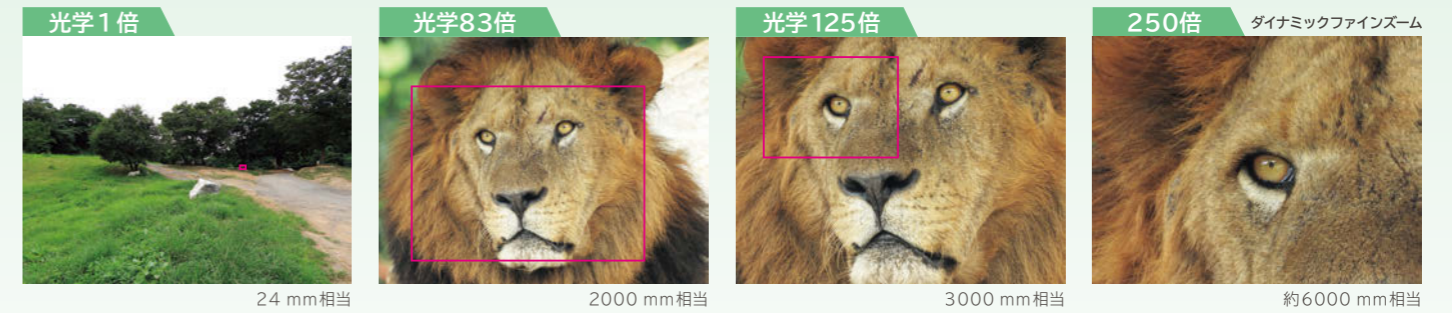 光学1倍
光学83倍
光学125倍
250倍 ダイナミックファインズーム
24 mm相当
2000 mm相当
3000 mm相当
約6000 mm相当